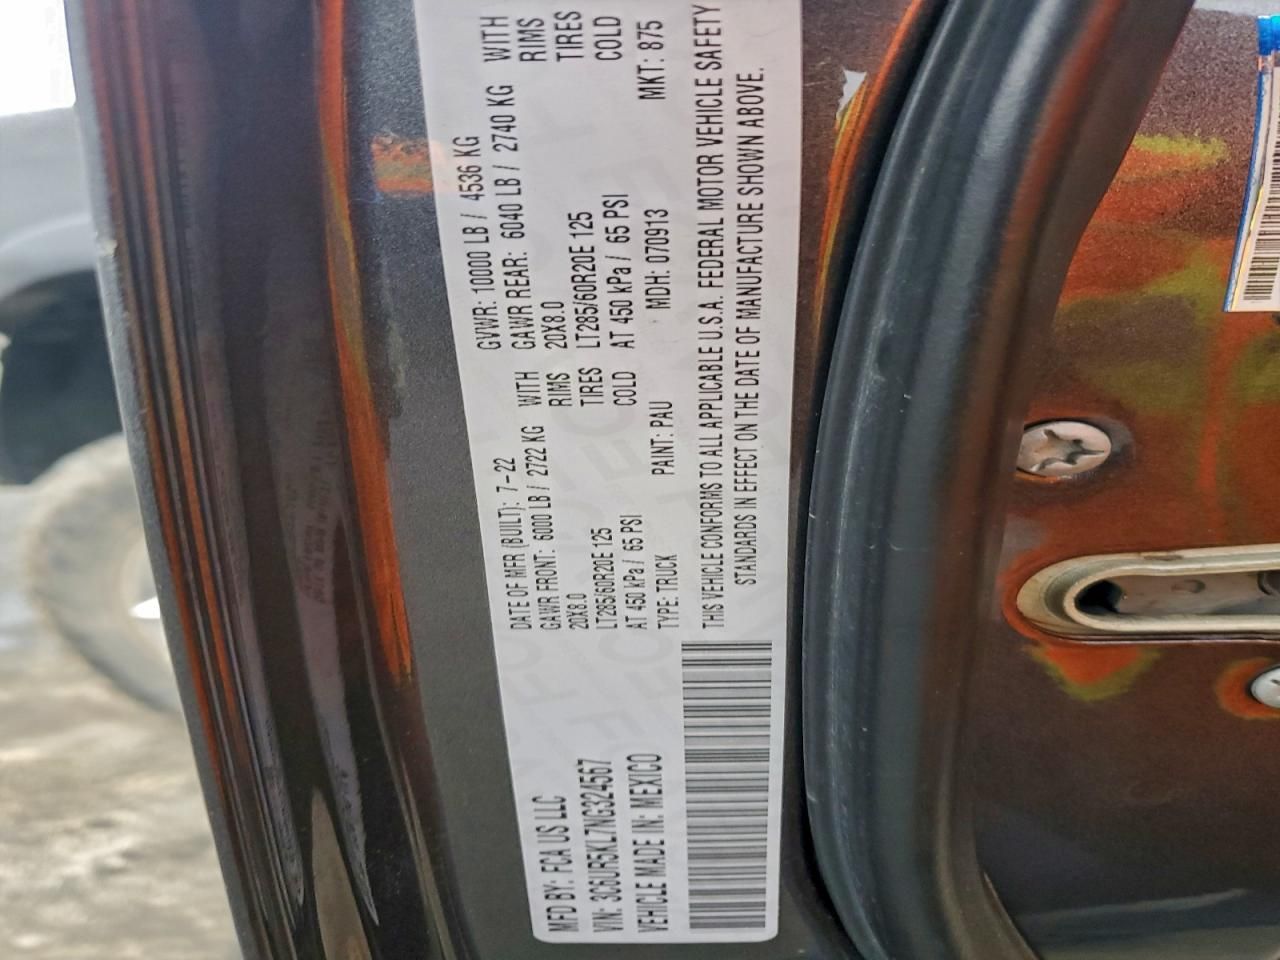 MFD BY: FCA US LLC
DATE OF MFR (BUILT): 7-22
GVWR: 10000 LB / 4536 KG
GAWR FRONT: 6000 LB / 2722 KG WITH
20X8.0 RIMS
LT285/60R20E 125 TIRES
AT 450 kPa / 65 PSI COLD
GAWR REAR: 6040 LB / 2740 KG WITH
20X8.0 RIMS
LT285/60R20E 125 TIRES
AT 450 kPa / 65 PSI COLD
VIN: 3C6UR5KL7NG324567
TYPE: TRUCK PAINT: PAU MDH: 070913 MKT: 875
VEHICLE MADE IN: MEXICO
THIS VEHICLE CONFORMS TO ALL APPLICABLE U.S.A. FEDERAL MOTOR VEHICLE SAFETY
STANDARDS IN EFFECT ON THE DATE OF MANUFACTURE SHOWN ABOVE.